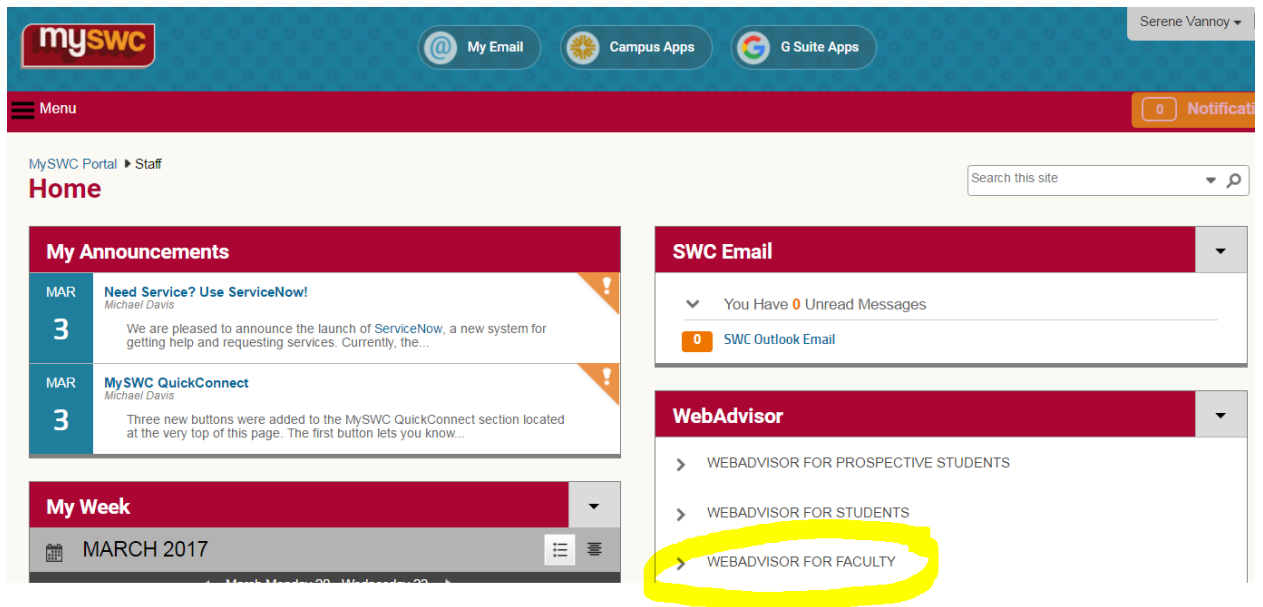 Serene Vannoy
mySWC
My Email
Campus Apps
G Suite Apps
Menu
0 Notificati
MySWC Portal Staff
Home
Search this site
My Announcements
MAR
3
Need Service? Use ServiceNow!
Michael Davis
We are pleased to announce the launch of ServiceNow, a new system for
getting help and requesting services. Currently, the...
MAR
3
MySWC QuickConnect
Michael Davis
Three new buttons were added to the MySWC QuickConnect section located
at the very top of this page. The first button lets you know...
My Week
MARCH 2017
SWC Email
You Have 0 Unread Messages
0 SWC Outlook Email
WebAdvisor
WEBADVISOR FOR PROSPECTIVE STUDENTS
WEBADVISOR FOR STUDENTS
WEBADVISOR FOR FACULTY